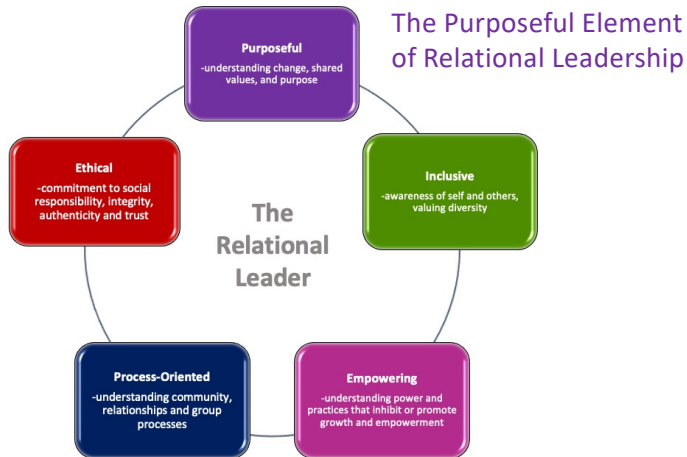 The Purposeful Element
of Relational Leadership
Purposeful
-understanding change, shared
values, and purpose
Ethical
-commitment to social
responsibility, integrity,
authenticity and trust
Inclusive
-awareness of self and others,
valuing diversity
The
Relational
Leader
Process-Oriented
-understanding community,
relationships and group
processes
Empowering
-understanding power and
practices that inhibit or promote
growth and empowerment